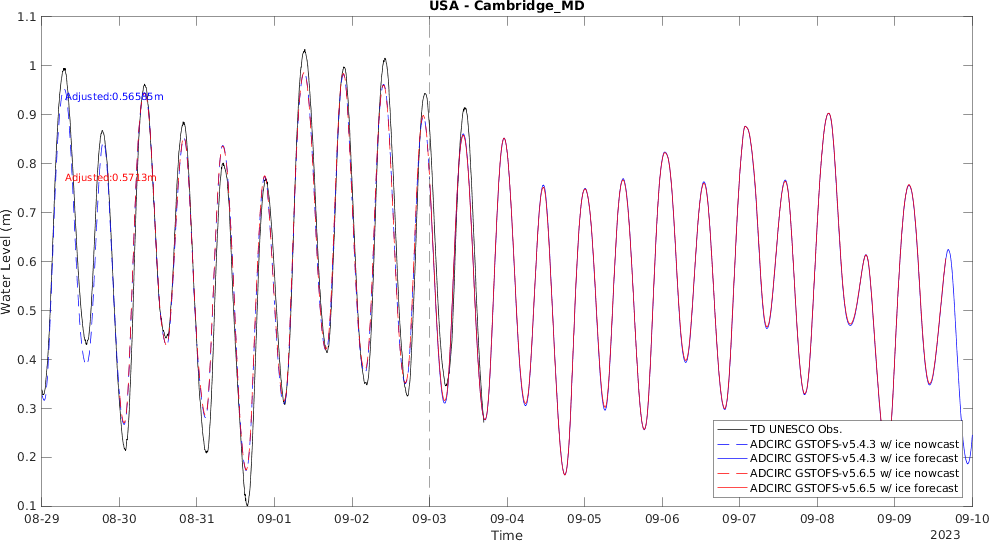 USA - Cambridge_MD
1.1
1
0.9
0.8
0.7
0.6
0.5
0.4
0.3
0.2
0.1
Water Level (m)
Adjusted:0.56585m
Adjusted:0.5713m
TD UNESCO Obs.
ADCIRC GSTOFS-v5.4.3 w/ ice nowcast
ADCIRC GSTOFS-v5.4.3 w/ ice forecast
ADCIRC GSTOFS-v5.6.5 w/ ice nowcast
ADCIRC GSTOFS-v5.6.5 w/ ice forecast
08-29 08-30 08-31 09-01 09-02 09-03 09-04 09-05 09-06 09-07 09-08 09-09 09-10
Time
2023